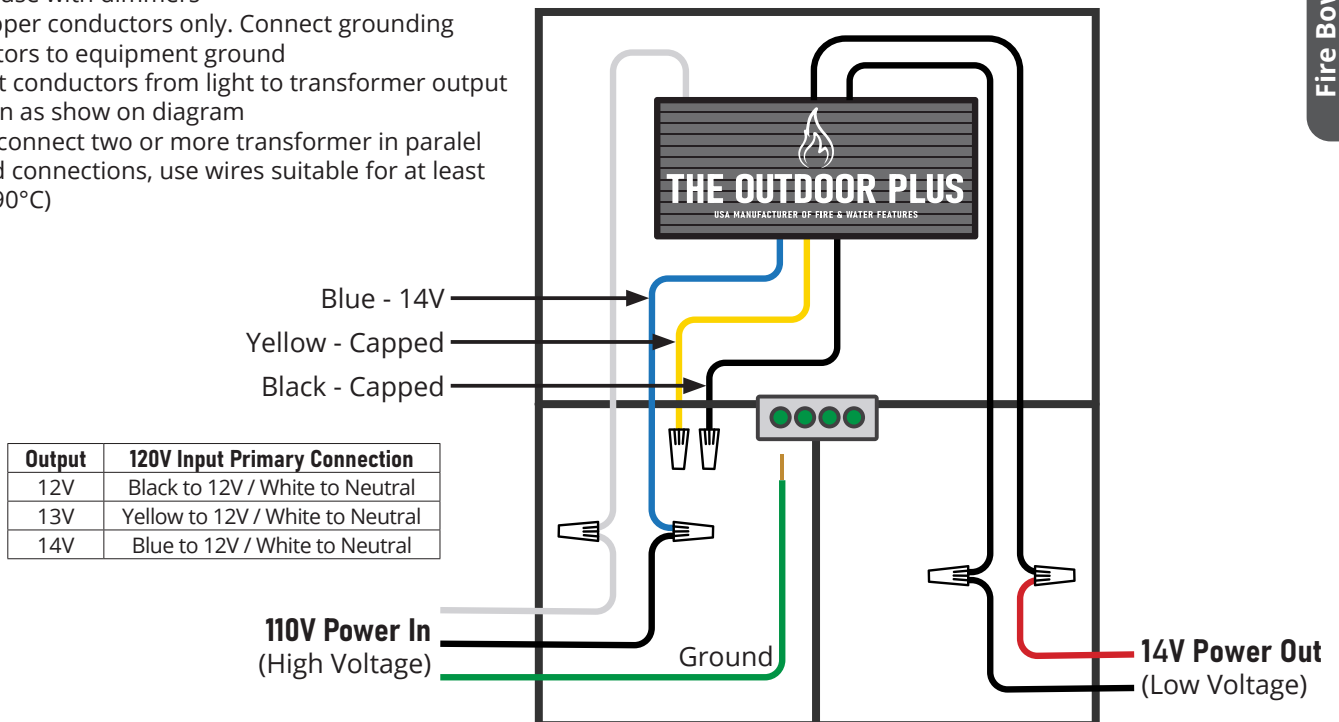 use with dimmers
pper conductors only. Connect grounding
tors to equipment ground
t conductors from light to transformer output
n as show on diagram
connect two or more transformer in paralel
d connections, use wires suitable for at least
90°C)
Fire Bow
THE OUTDOOR PLUS
USA MANUFACTURER OF FIRE & WATER FEATURES
Blue - 14V
Yellow - Capped
Black - Capped
Output 120V Input Primary Connection
12V Black to 12V / White to Neutral
13V Yellow to 12V / White to Neutral
14V Blue to 12V / White to Neutral
110V Power In
(High Voltage)
Ground
14V Power Out
(Low Voltage)